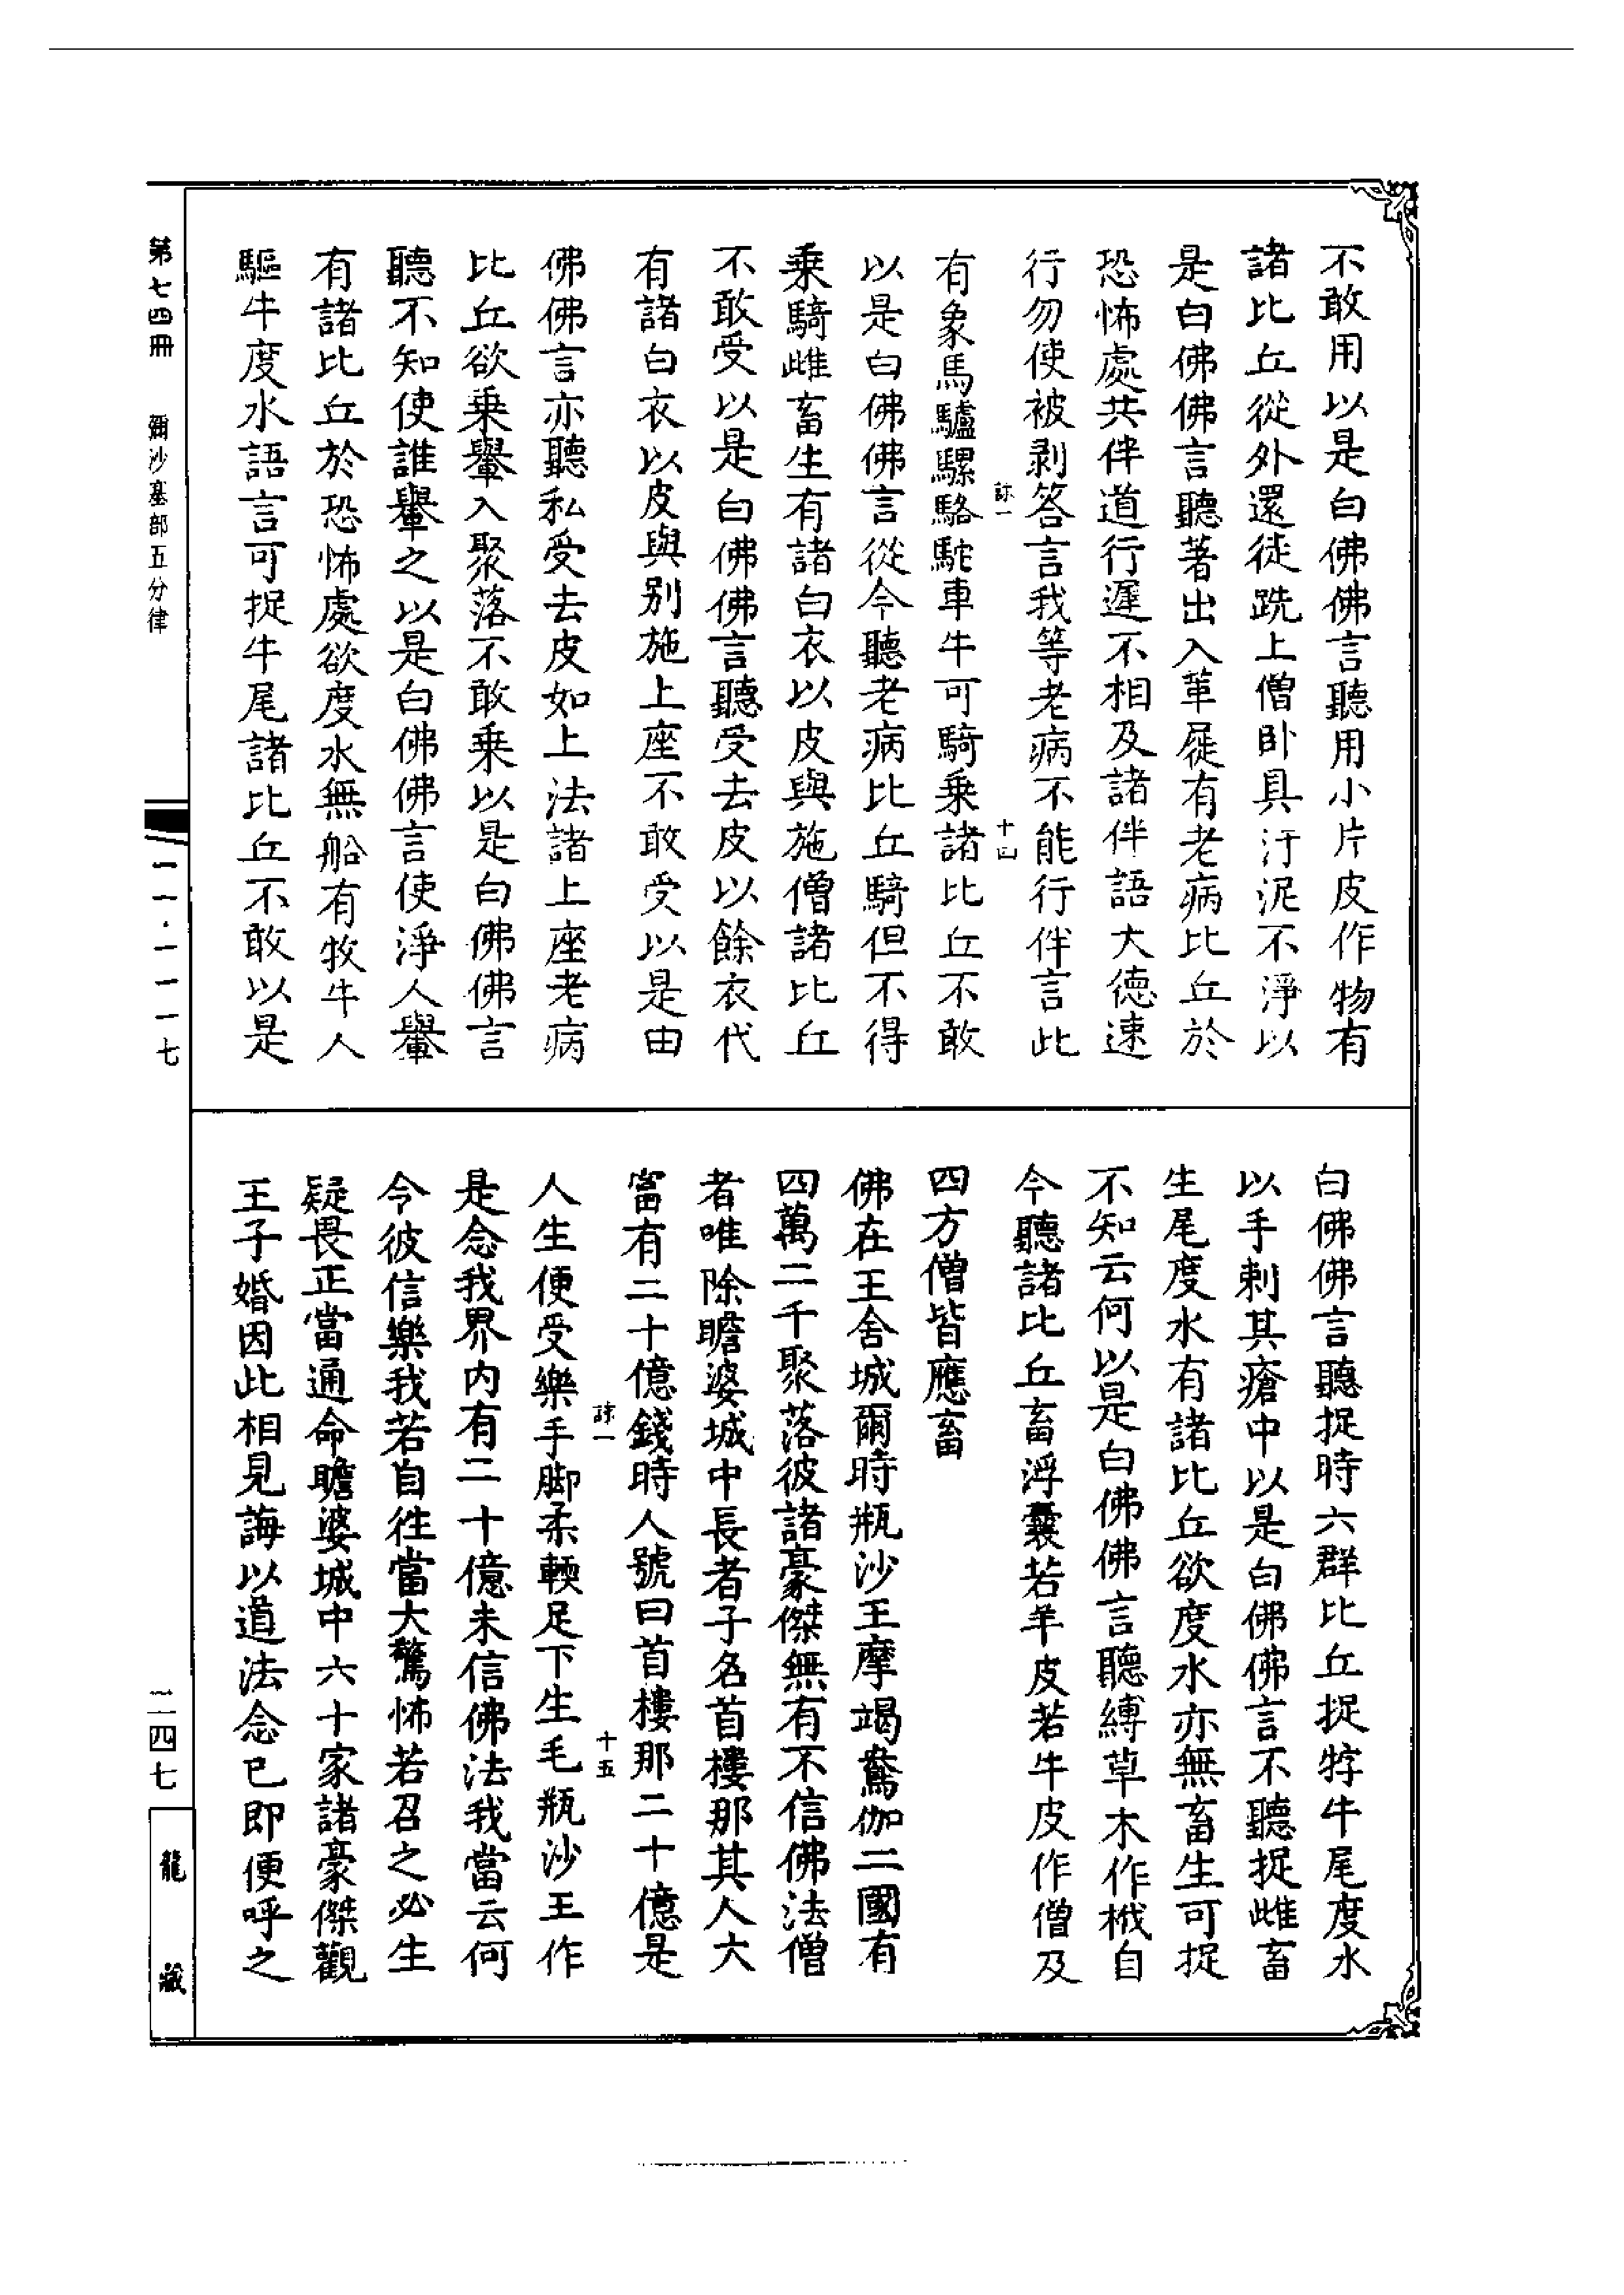 不敢用以是白佛佛言聽用小片皮作物有
諸比丘從外還徒跣上僧臥具汙泥不淨以
是白佛佛言聽著出入革屣有老病比丘於
恐怖處共伴道行遲不相及諸伴語大德速
行勿使被剥答言我等老病不能行伴言此
誄一
十四
有象馬驢騾駱駝車牛可騎乗諸比丘不敢
以是白佛佛言從今聽老病比丘騎但不得
乗騎雌畜生有諸白衣以皮與施僧諸比丘
不敢受以是白佛佛言聽受去皮以餘衣代
有諸白衣以皮與别施上座不敢受以是由
佛佛言亦聽私受去皮如上法諸上座老病
比丘欲乗轝入聚落不敢乗以是白佛佛言
聽不知使誰轝之以是白佛佛言使淨人轝
有諸比丘於恐怖處欲度水無船有牧牛人
驅牛度水語言可捉牛尾諸比丘不敢以是
白佛佛言聽捉時六群比丘捉牸牛尾度水
以手刺其瘡中以是白佛佛言不聽捉雌畜
生尾度水有諸比丘欲度水亦無畜生可捉
不知云何以是白佛佛言聽縛草木作栰自
今聽諸比丘畜浮囊若羊皮若牛皮作僧及
四方僧皆應畜
佛在王舍城爾時瓶沙王摩竭鴦伽二國有
四萬二千聚落彼諸豪傑無有不信佛法僧
者唯除瞻婆城中長者子名首樓那其人大
富有二十億錢時人號曰首樓那二十億是
誄一
十五
人生便受樂手脚柔輭足下生毛瓶沙王作
是念我界内有二十億未信佛法我當云何
令彼信樂我若自往當大驚怖若召之必生
疑畏正當通命瞻婆城中六十家諸豪傑觀
王子婚因此相見誨以道法念已即便呼之
第七四冊
彌沙塞部五分律
一一·一一一七
二四七
龍藏